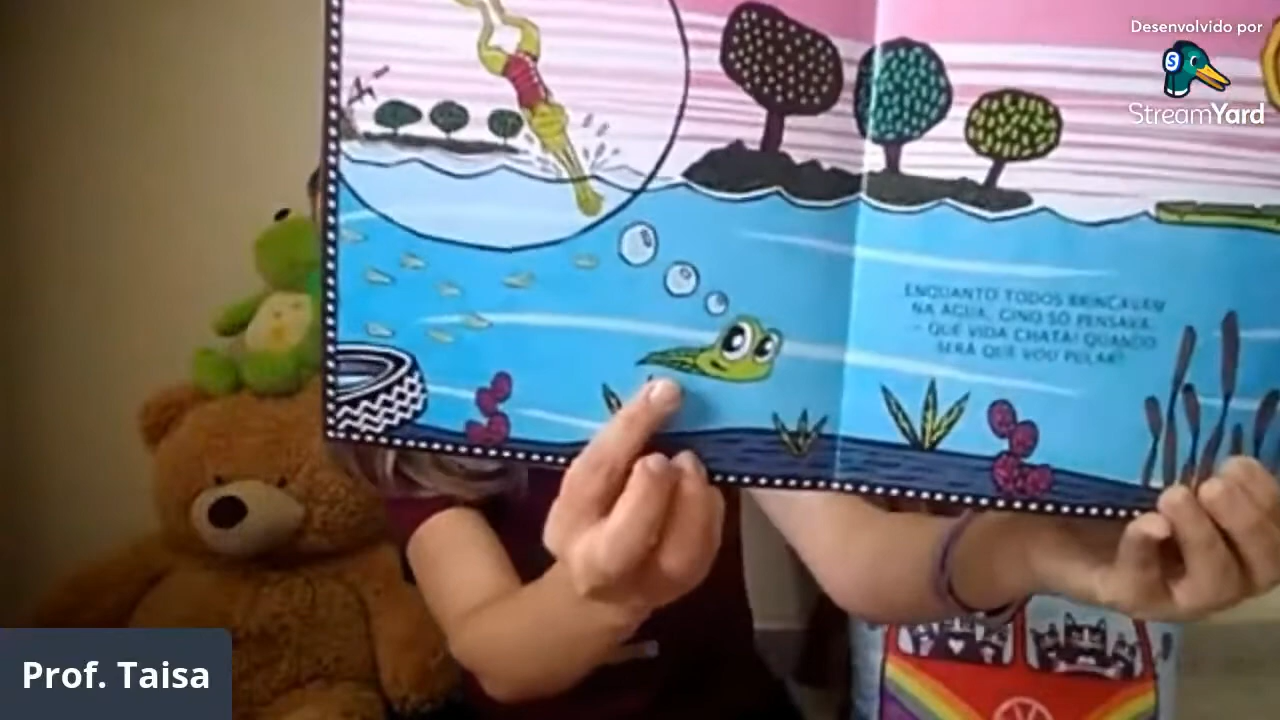 Desenvolvido por
S
StreamYard
ENQUANTO TODOS BRINCAVAM
NA ÁGUA, GINO SÓ PENSAVA:
– QUE VIDA CHATA! QUANDO
SERÁ QUE VOU PULAR?
Prof. Taisa